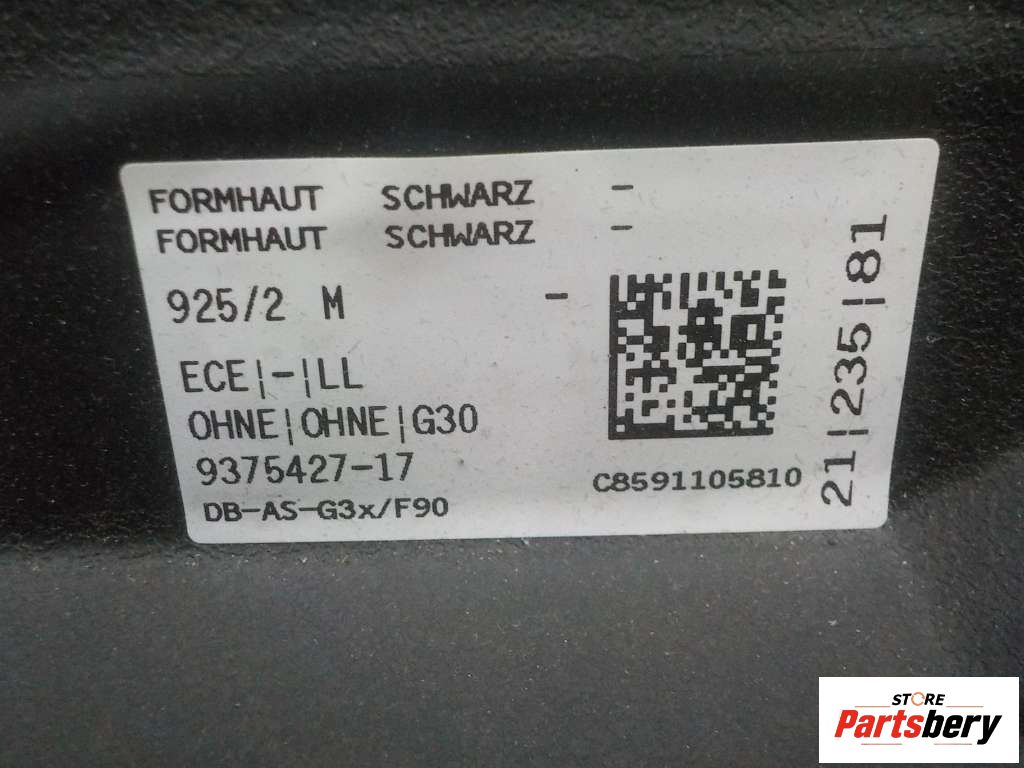 FORMHAUT SCHWARZ -
FORMHAUT SCHWARZ -
925/2 M -
ECE|-|LL
OHNE|OHNE|G30
9375427-17
DB-AS-G3x/F90
C8591105810
21|235|81
STORE
Partsbery